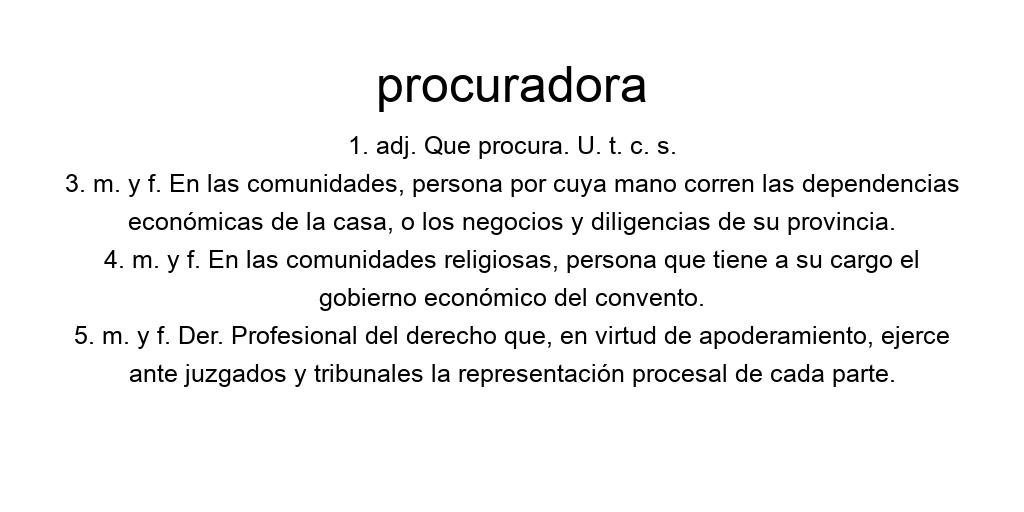 procuradora
1. adj. Que procura. U. t. c. s.
3. m. y f. En las comunidades, persona por cuya mano corren las dependencias
económicas de la casa, o los negocios y diligencias de su provincia.
4. m. y f. En las comunidades religiosas, persona que tiene a su cargo el
gobierno económico del convento.
5. m. y f. Der. Profesional del derecho que, en virtud de apoderamiento, ejerce
ante juzgados y tribunales la representación procesal de cada parte.